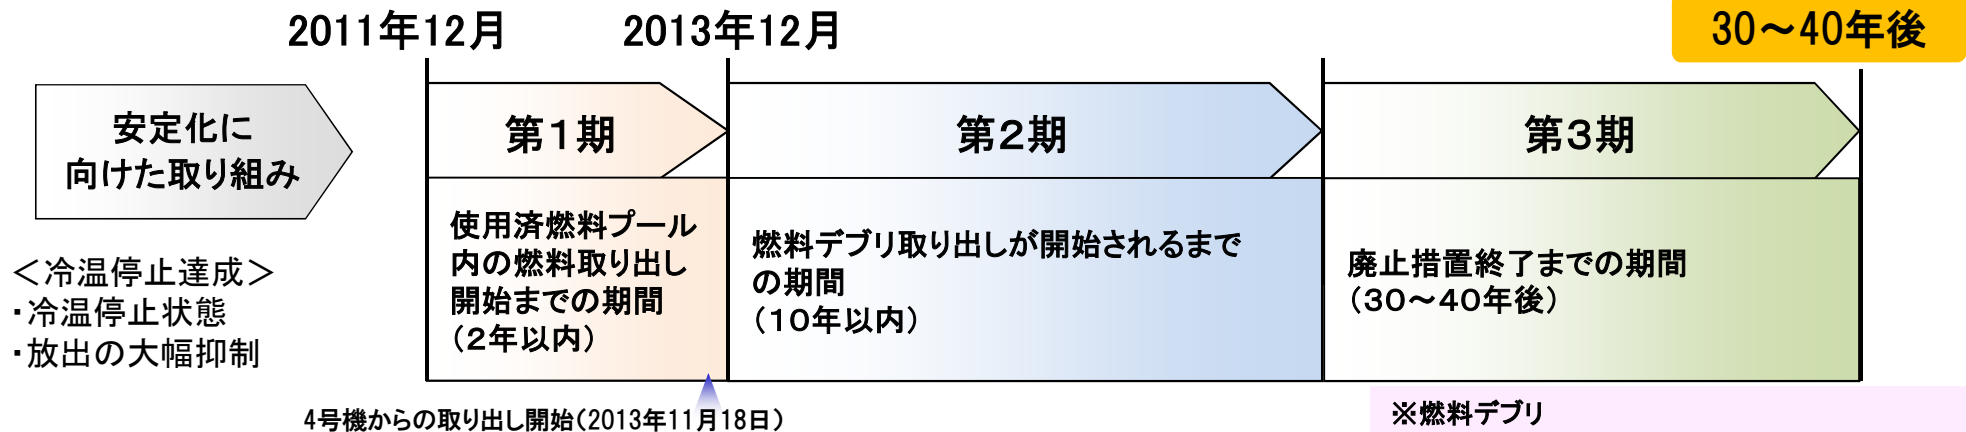 2011年12月
2013年12月
30～40年後
安定化に
向けた取り組み
第１期
第２期
第３期
＜冷温停止達成＞
・冷温停止状態
・放出の大幅抑制
使用済燃料プール
内の燃料取り出し
開始までの期間
（２年以内）
燃料デブリ取り出しが開始されるまで
の期間
（１０年以内）
廃止措置終了までの期間
（３０～４０年後）
4号機からの取り出し開始（2013年11月18日）
※燃料デブリ